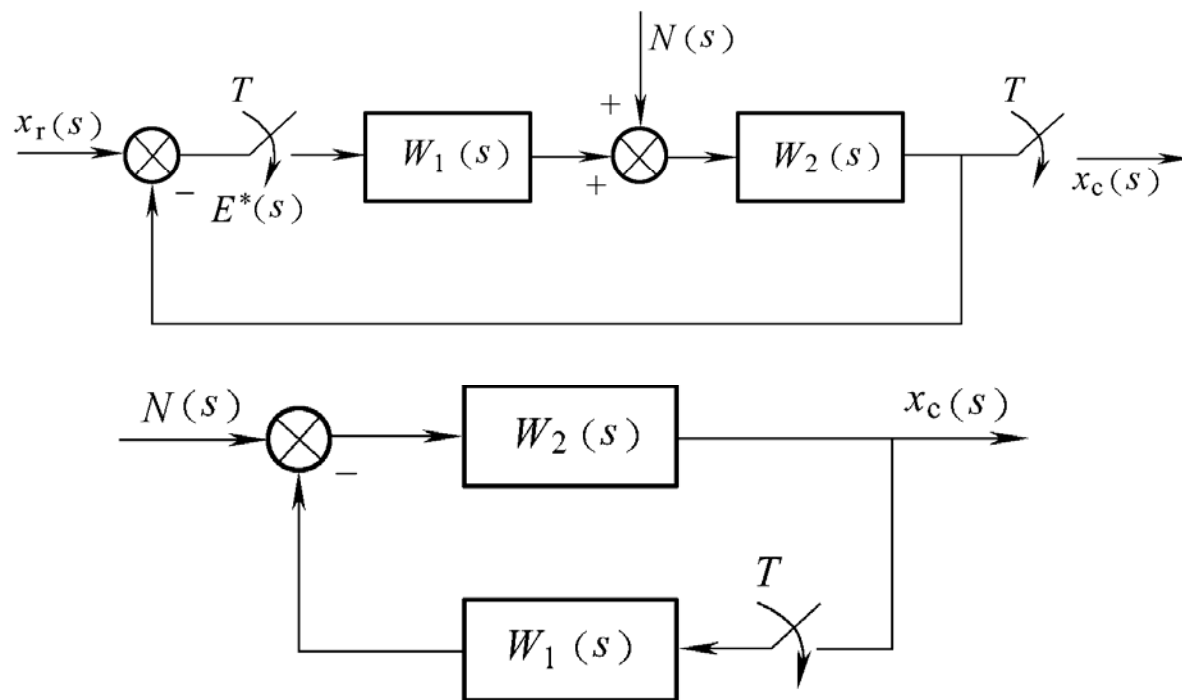 N(s)
T
T
x_r(s)
+
W_1(s)
W_2(s)
+
−
E*(s)
x_c(s)
N(s)
x_c(s)
W_2(s)
−
T
W_1(s)